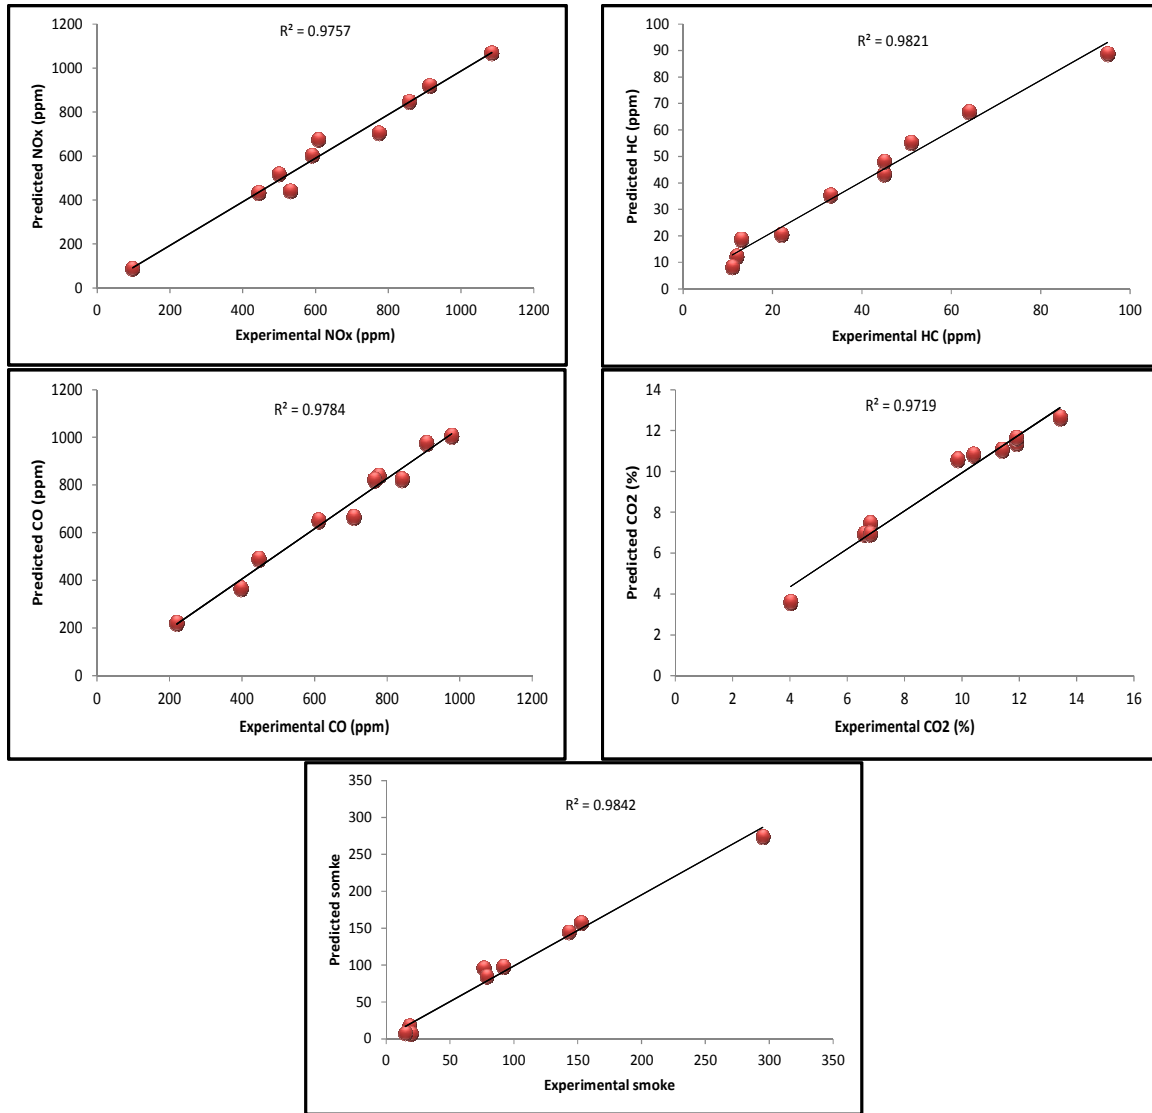 R² = 0.9757
Predicted NOx (ppm)
1200
1000
800
600
400
200
0
0 200 400 600 800 1000 1200
Experimental NOx (ppm)
R² = 0.9821
Predicted HC (ppm)
100
90
80
70
60
50
40
30
20
10
0
0 20 40 60 80 100
Experimental HC (ppm)
R² = 0.9784
Predicted CO (ppm)
1200
1000
800
600
400
200
0
0 200 400 600 800 1000 1200
Experimental CO (ppm)
R² = 0.9719
Predicted CO2 (%)
14
12
10
8
6
4
2
0
0 2 4 6 8 10 12 14 16
Experimental CO2 (%)
R² = 0.9842
Predicted somke
350
300
250
200
150
100
50
0
0 50 100 150 200 250 300 350
Experimental smoke